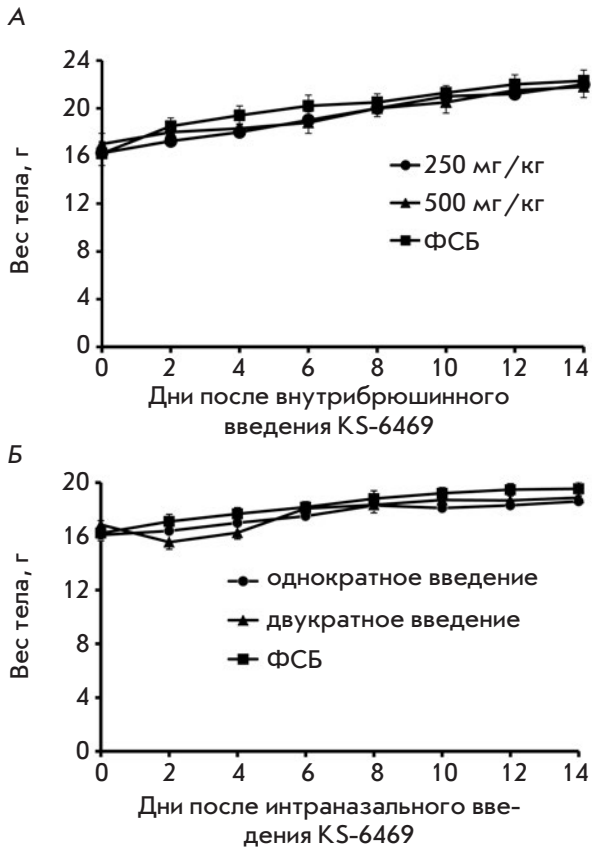 А
Вес тела, г
24
20
16
12
8
4
0
250 мг/кг
500 мг/кг
ФСБ
0 2 4 6 8 10 12 14
Дни после внутрибрюшинного
введения KS-6469
Б
Вес тела, г
20
16
12
8
4
0
однократное введение
двукратное введение
ФСБ
0 2 4 6 8 10 12 14
Дни после интраназального вве-
дения KS-6469